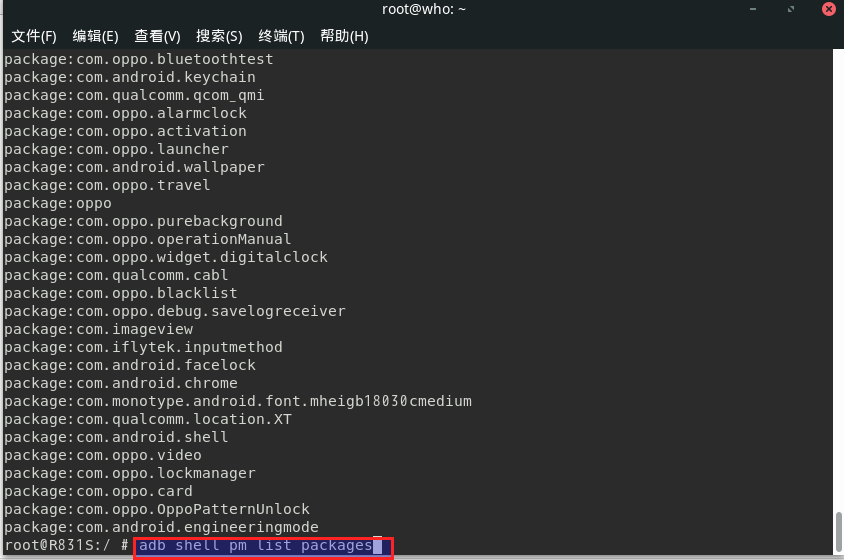 root@who: ~
文件(F) 编辑(E) 查看(V) 搜索(S) 终端(T) 帮助(H)
package:com.oppo.bluetoothtest
package:com.android.keychain
package:com.qualcomm.qcom_qmi
package:com.oppo.alarmclock
package:com.oppo.activation
package:com.oppo.launcher
package:com.android.wallpaper
package:com.oppo.travel
package:oppo
package:com.oppo.purebackground
package:com.oppo.operationManual
package:com.oppo.widget.digitalclock
package:com.qualcomm.cabl
package:com.oppo.blacklist
package:com.oppo.debug.savelogreceiver
package:com.imageview
package:com.iflytek.inputmethod
package:com.android.facelock
package:com.android.chrome
package:com.monotype.android.font.mheigb18030cmedium
package:com.qualcomm.location.XT
package:com.android.shell
package:com.oppo.video
package:com.oppo.lockmanager
package:com.oppo.card
package:com.oppo.OppoPatternUnlock
package:com.android.engineeringmode
root@R831S:/ # adb shell pm list packages